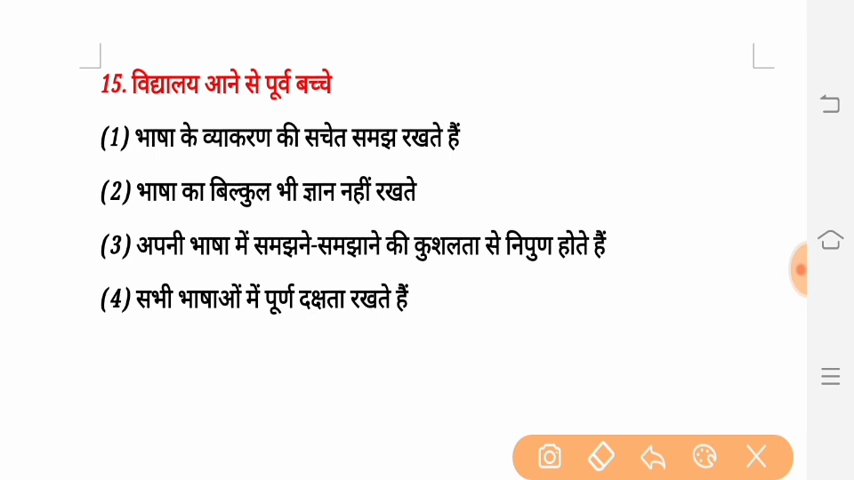 15. विद्यालय आने से पूर्व बच्चे
(1) भाषा के व्याकरण की सचेत समझ रखते हैं
(2) भाषा का बिल्कुल भी ज्ञान नहीं रखते
(3) अपनी भाषा में समझने-समझाने की कुशलता से निपुण होते हैं
(4) सभी भाषाओं में पूर्ण दक्षता रखते हैं